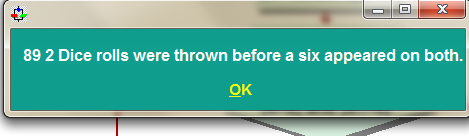 89 2 Dice rolls were thrown before a six appeared on both.
OK